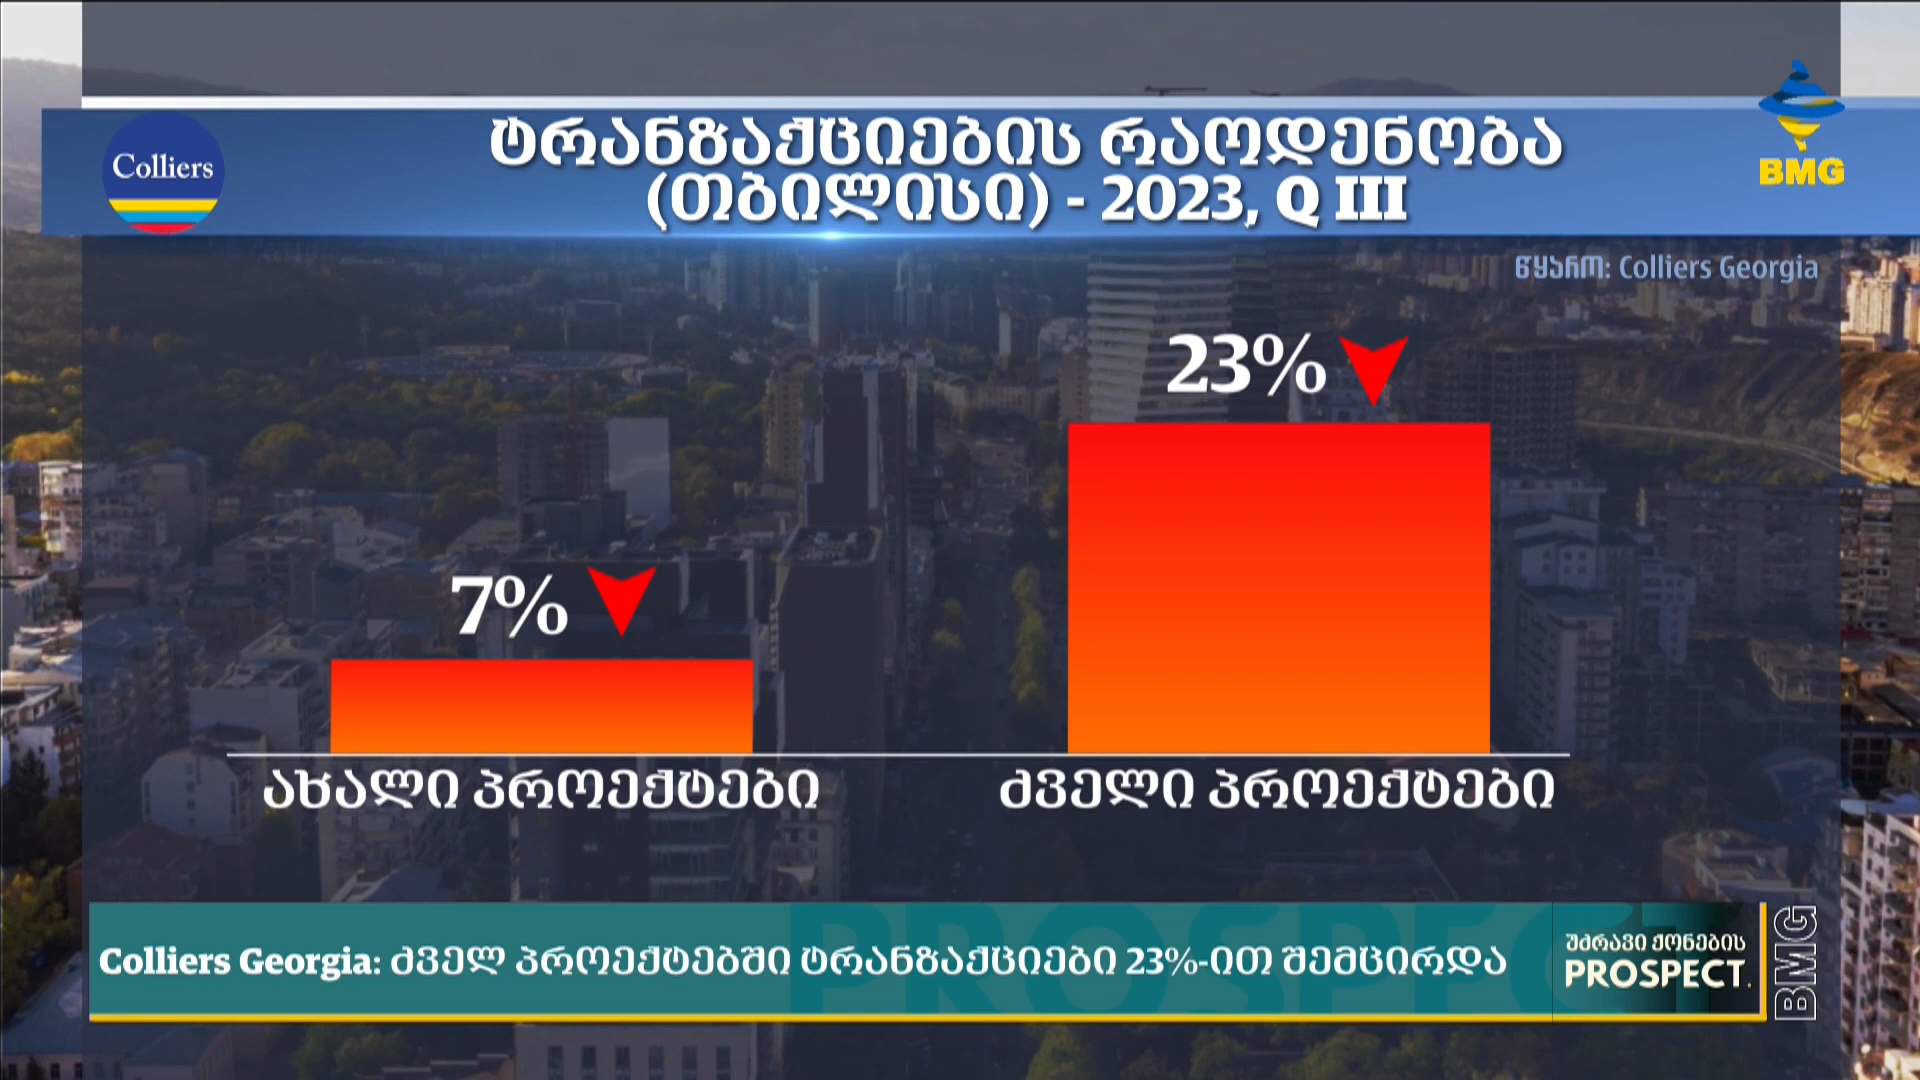 Colliers
ტრანზაქციების რაოდენობა
(თბილისი) - 2023, Q III
BMG
წყარო: Colliers Georgia
23%
7%
ახალი პროექტები
ძველი პროექტები
Colliers Georgia: ძველ პროექტებში ტრანზაქციები 23%-ით შემცირდა
უძრავი ქონების
PROSPECT.
BMG
PROSPECT